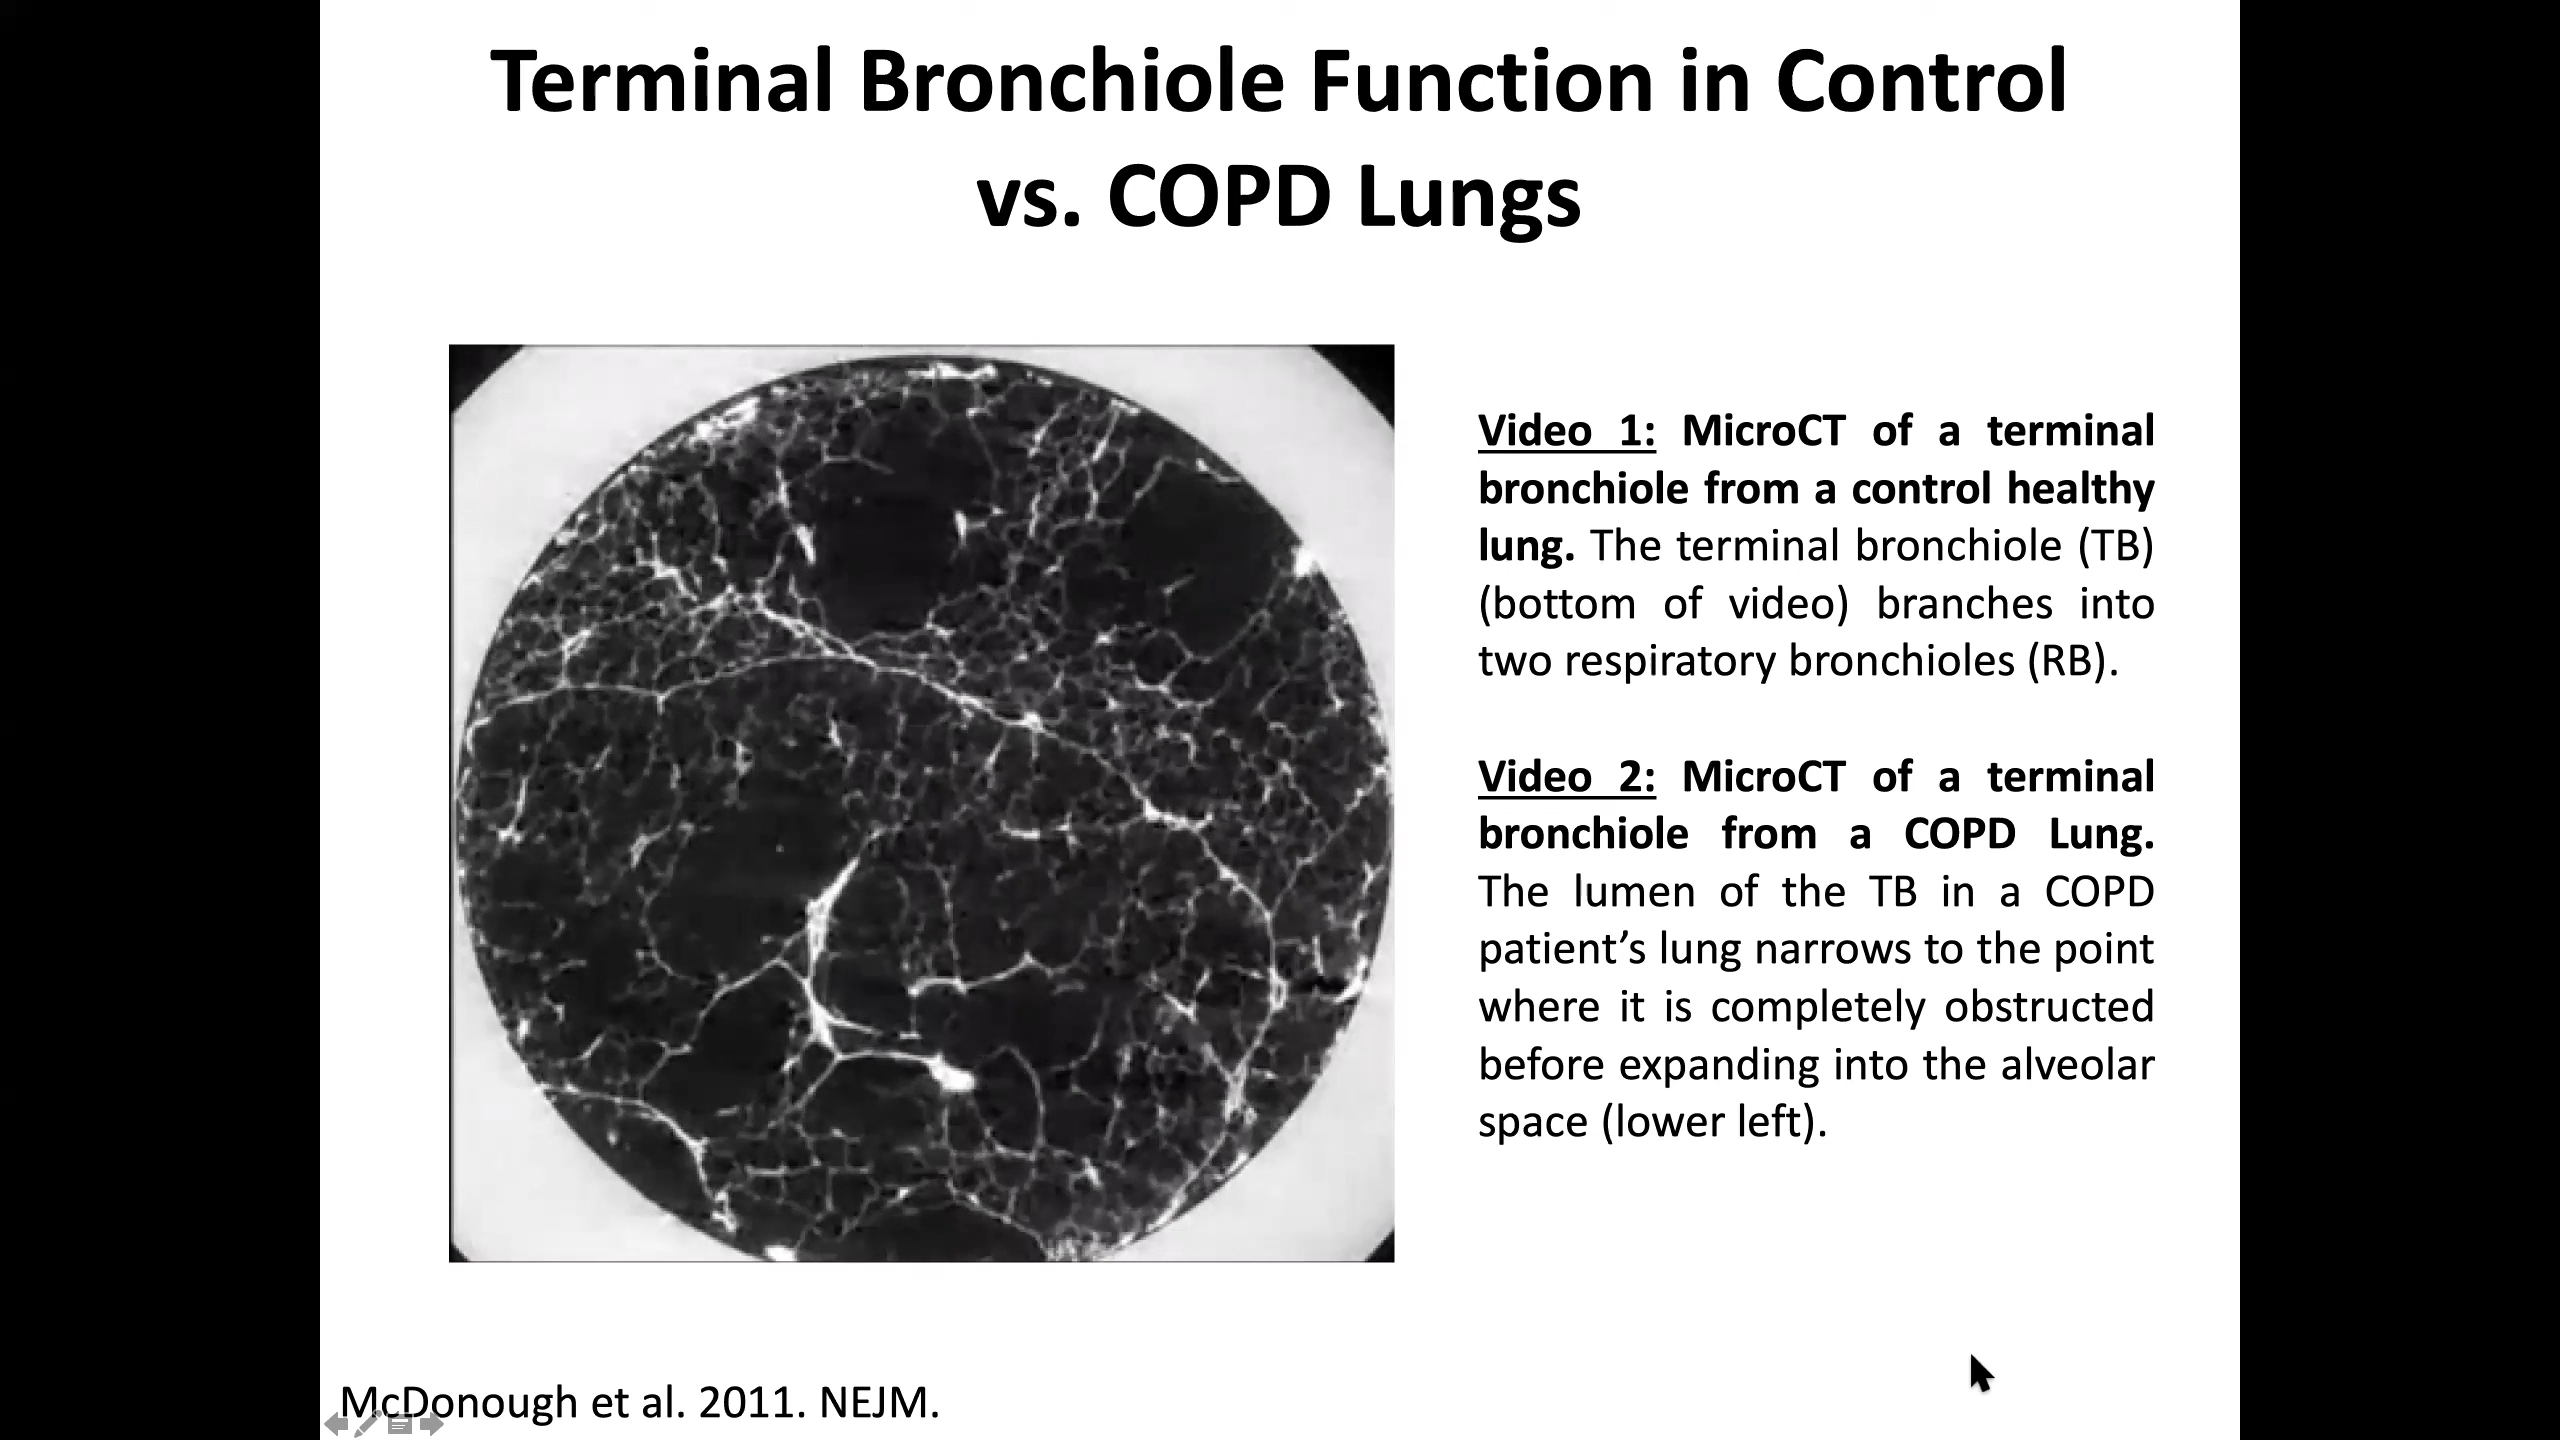 Terminal Bronchiole Function in Control
vs. COPD Lungs
Video 1: MicroCT of a terminal
bronchiole from a control healthy
lung. The terminal bronchiole (TB)
(bottom of video) branches into
two respiratory bronchioles (RB).
Video 2: MicroCT of a terminal
bronchiole from a COPD Lung.
The lumen of the TB in a COPD
patient’s lung narrows to the point
where it is completely obstructed
before expanding into the alveolar
space (lower left).
McDonough et al. 2011. NEJM.